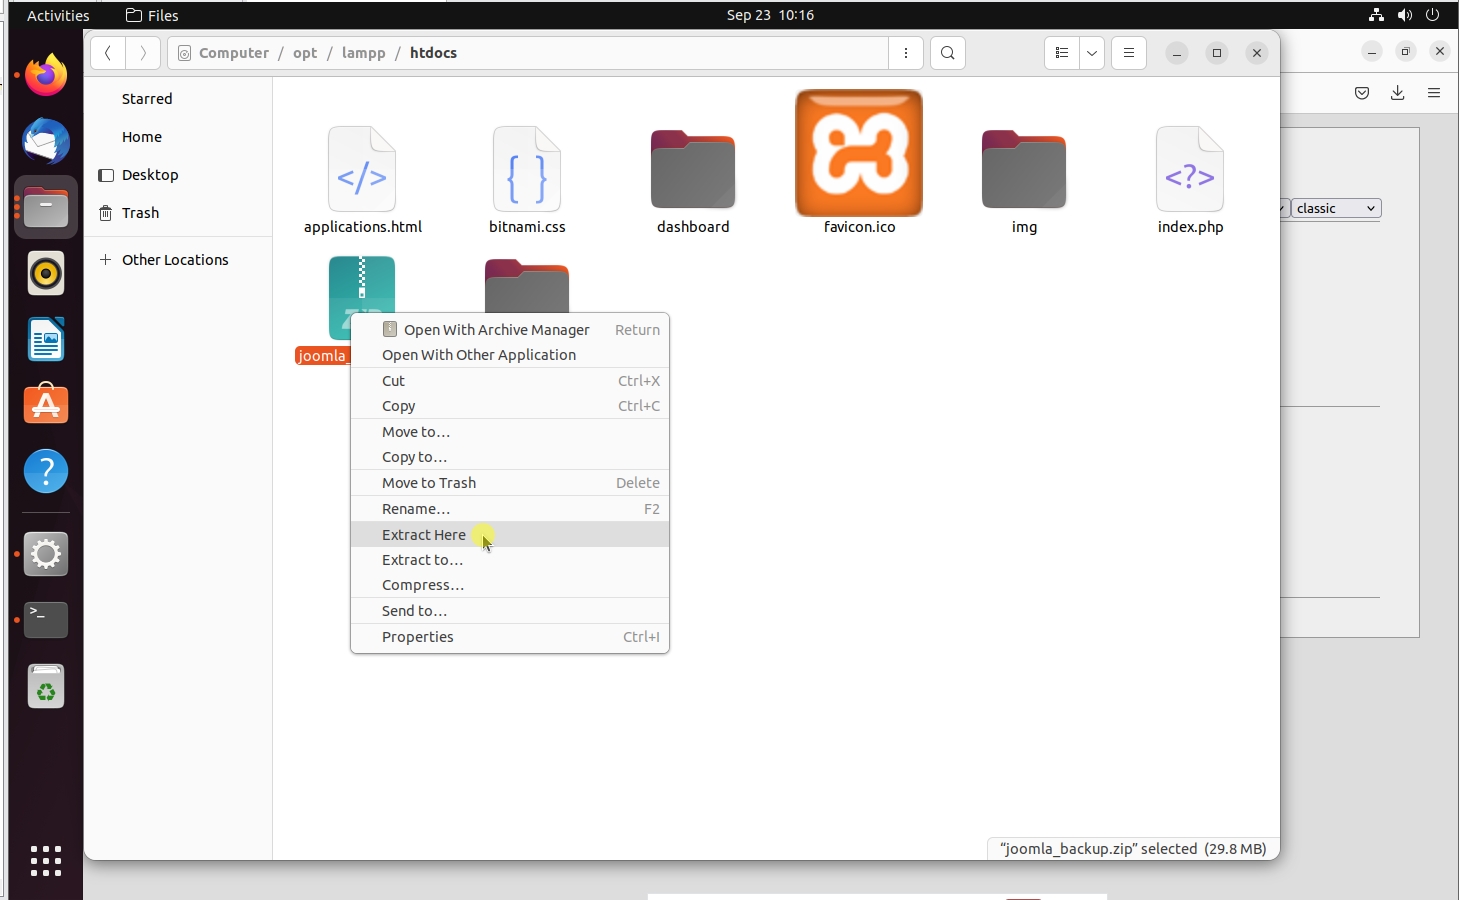 Activities Files Sep 23 10:16
Computer / opt / lampp / htdocs
Starred
Home
Desktop
Trash
Other Locations
applications.html bitnami.css dashboard favicon.ico img index.php
classic
joomla_
Open With Archive Manager Return
Open With Other Application
Cut Ctrl+X
Copy Ctrl+C
Move to…
Copy to…
Move to Trash Delete
Rename… F2
Extract Here
Extract to…
Compress…
Send to…
Properties Ctrl+I
"joomla_backup.zip" selected (29.8 MB)